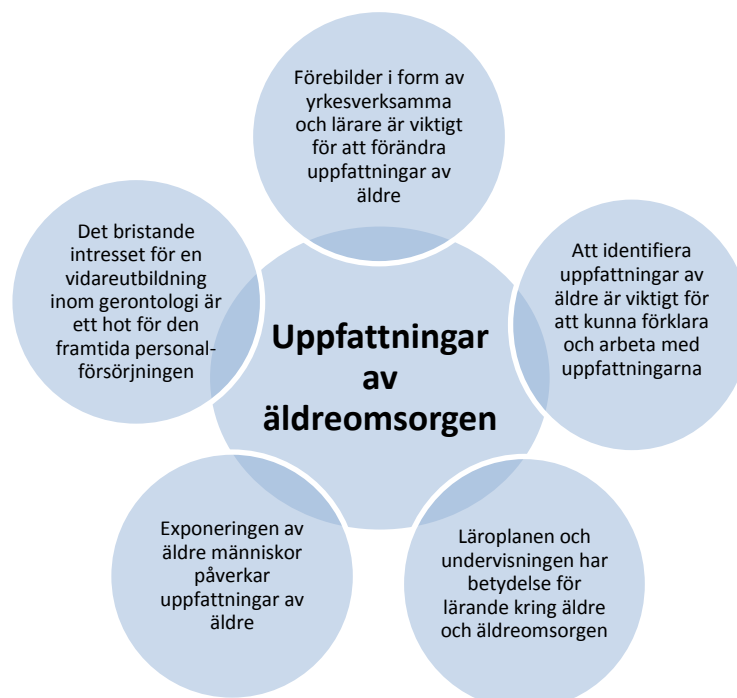 Förebilder i form av
yrkesverksamma
och lärare är viktigt
för att förändra
uppfattningar av
äldre
Det bristande
intresset för en
vidareutbildning
inom gerontologi är
ett hot för den
framtida personal-
försörjningen
Att identifiera
uppfattningar av
äldre är viktigt för
att kunna förklara
och arbeta med
uppfattningarna
Uppfattningar
av
äldreomsorgen
Exponeringen av
äldre människor
påverkar
uppfattningar av
äldre
Läroplanen och
undervisningen har
betydelse för
lärande kring äldre
och äldreomsorgen